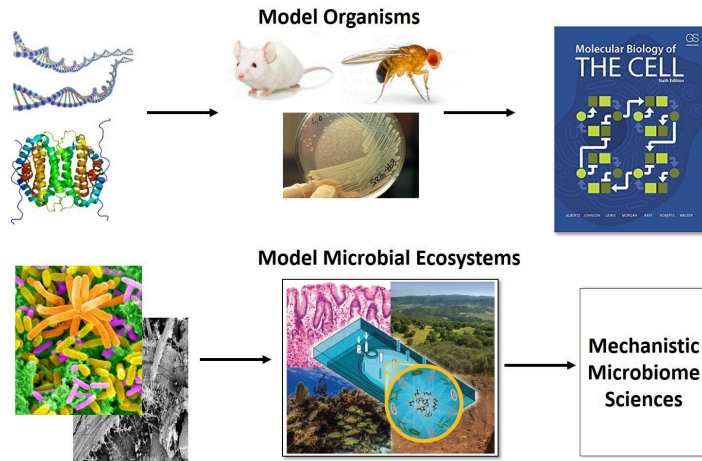 Model Organisms
GS
Molecular Biology of
THE CELL
Sixth Edition
ALBERTS JOHNSON LEWIS MORGAN RAFF ROBERTS WALTER
Model Microbial Ecosystems
Mechanistic
Microbiome
Sciences